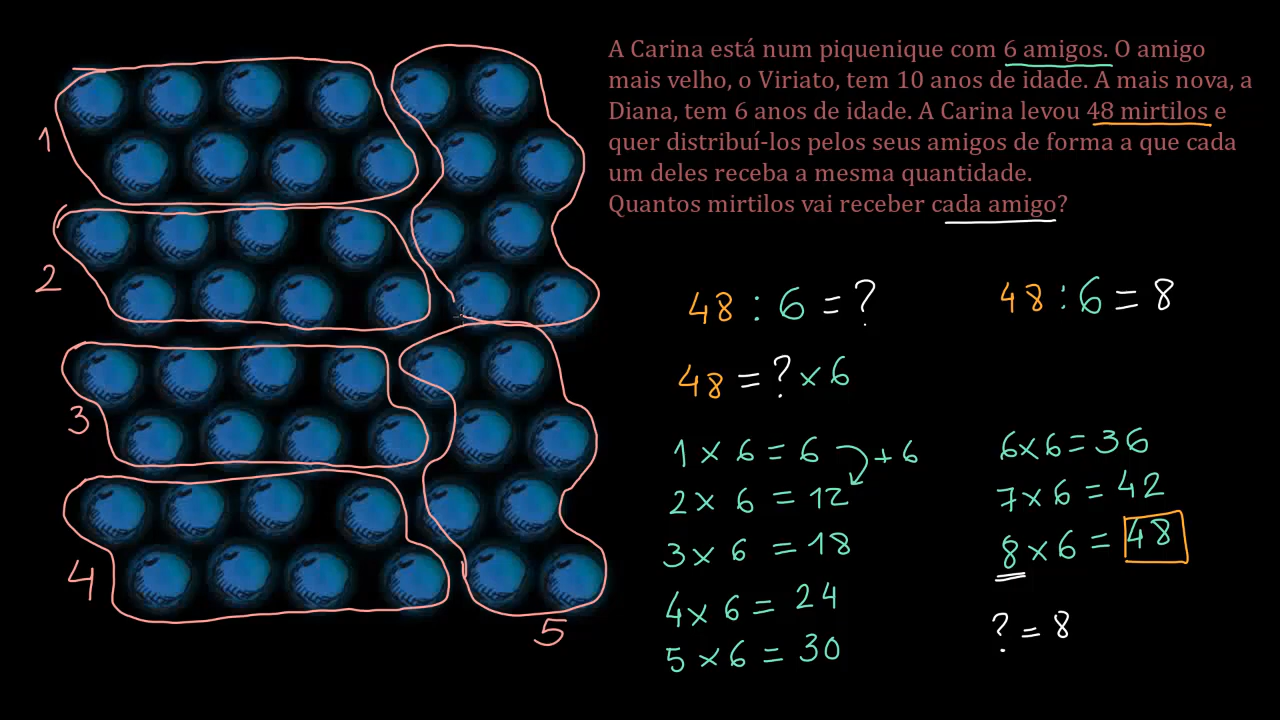 A Carina está num piquenique com 6 amigos. O amigo
mais velho, o Viriato, tem 10 anos de idade. A mais nova, a
Diana, tem 6 anos de idade. A Carina levou 48 mirtilos e
quer distribuí-los pelos seus amigos de forma a que cada
um deles receba a mesma quantidade.
Quantos mirtilos vai receber cada amigo?
1
2
3
4
5
48 : 6 = ?
48 = ? × 6
1 × 6 = 6 + 6
2 × 6 = 12
3 × 6 = 18
4 × 6 = 24
5 × 6 = 30
48 : 6 = 8
6 × 6 = 36
7 × 6 = 42
8 × 6 = 48
? = 8